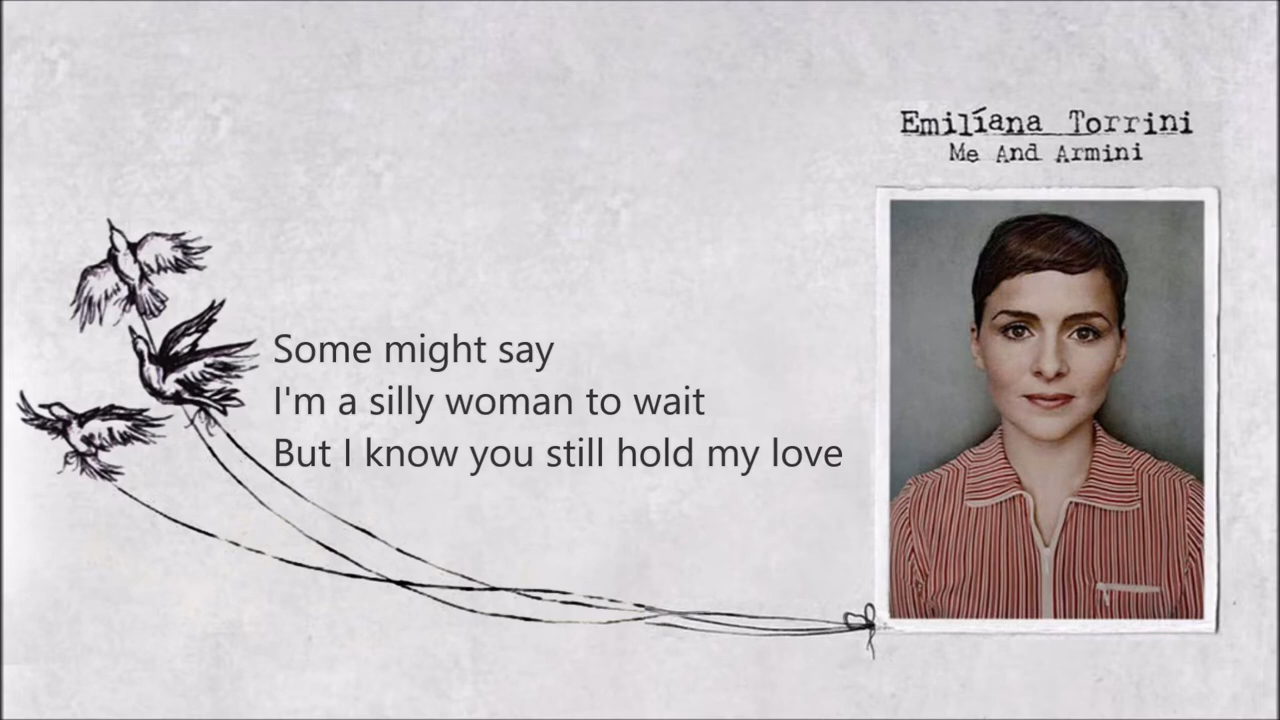 Emilíana Torrini
Me And Armini
Some might say
I'm a silly woman to wait
But I know you still hold my love